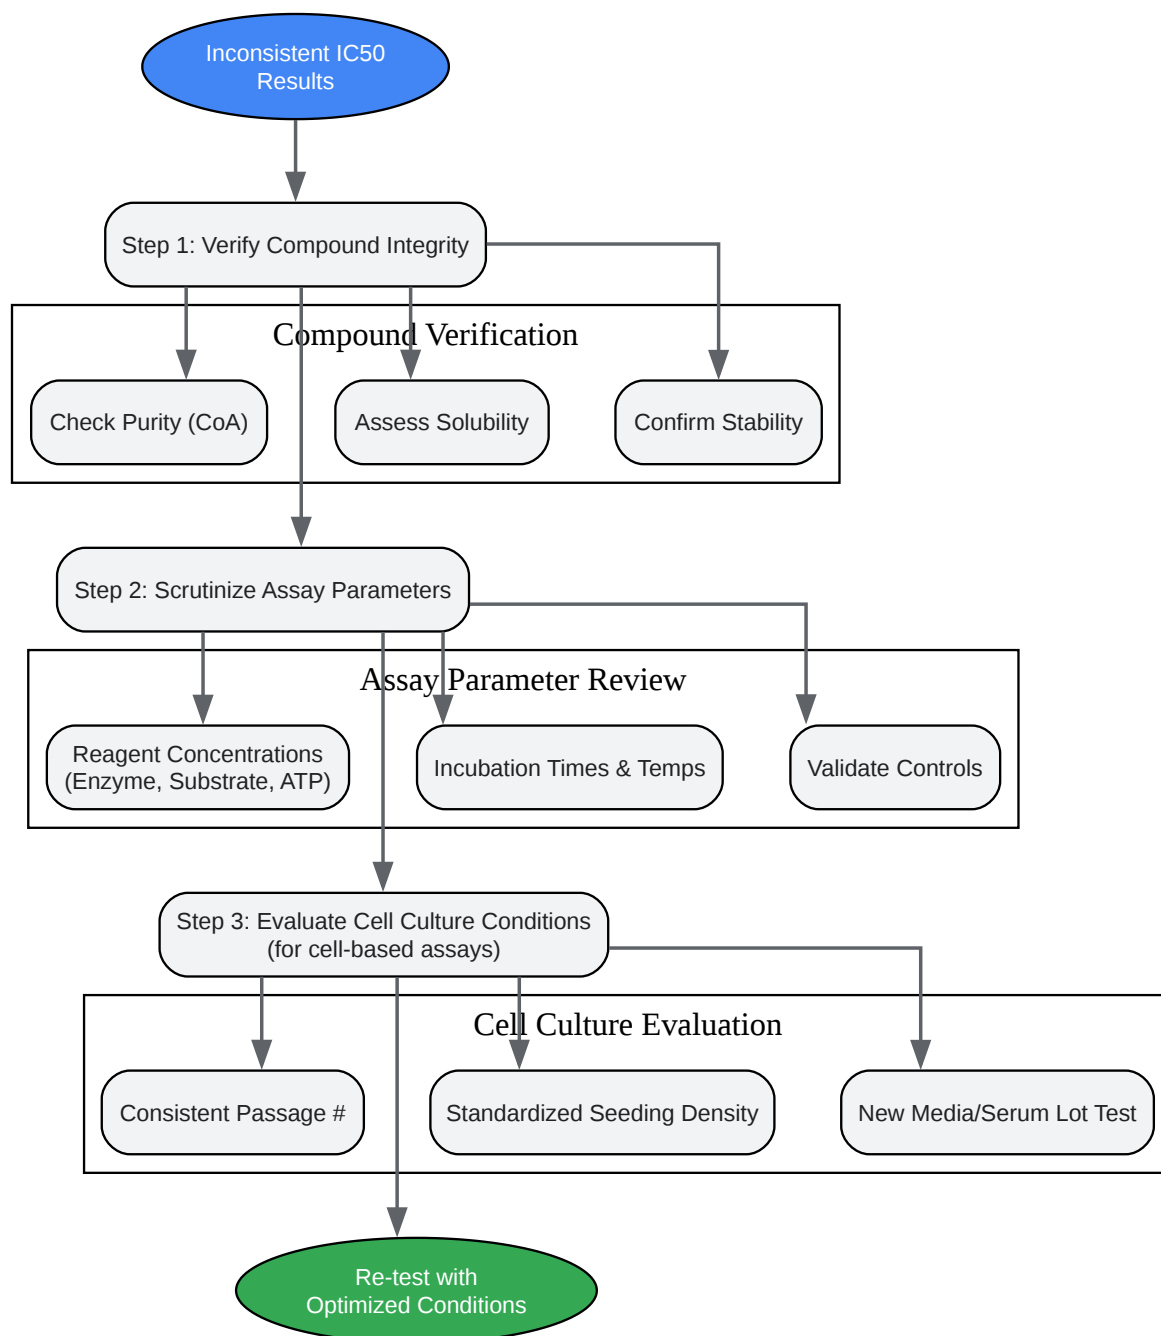 Inconsistent IC50
Results
Step 1: Verify Compound Integrity
Compound Verification
Check Purity (CoA)
Assess Solubility
Confirm Stability
Step 2: Scrutinize Assay Parameters
Assay Parameter Review
Reagent Concentrations
(Enzyme, Substrate, ATP)
Incubation Times & Temps
Validate Controls
Step 3: Evaluate Cell Culture Conditions
(for cell-based assays)
Cell Culture Evaluation
Consistent Passage #
Standardized Seeding Density
New Media/Serum Lot Test
Re-test with
Optimized Conditions